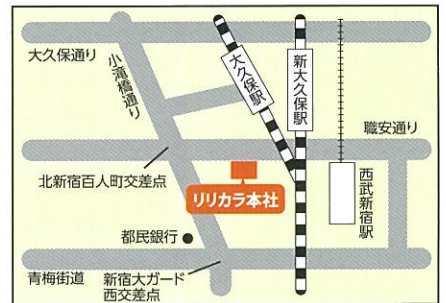 大久保通り
小滝橋通り
大久保駅
新大久保駅
職安通り
北新宿百人町交差点
リリカラ本社
西武新宿駅
都民銀行
青梅街道
新宿大ガード
西交差点